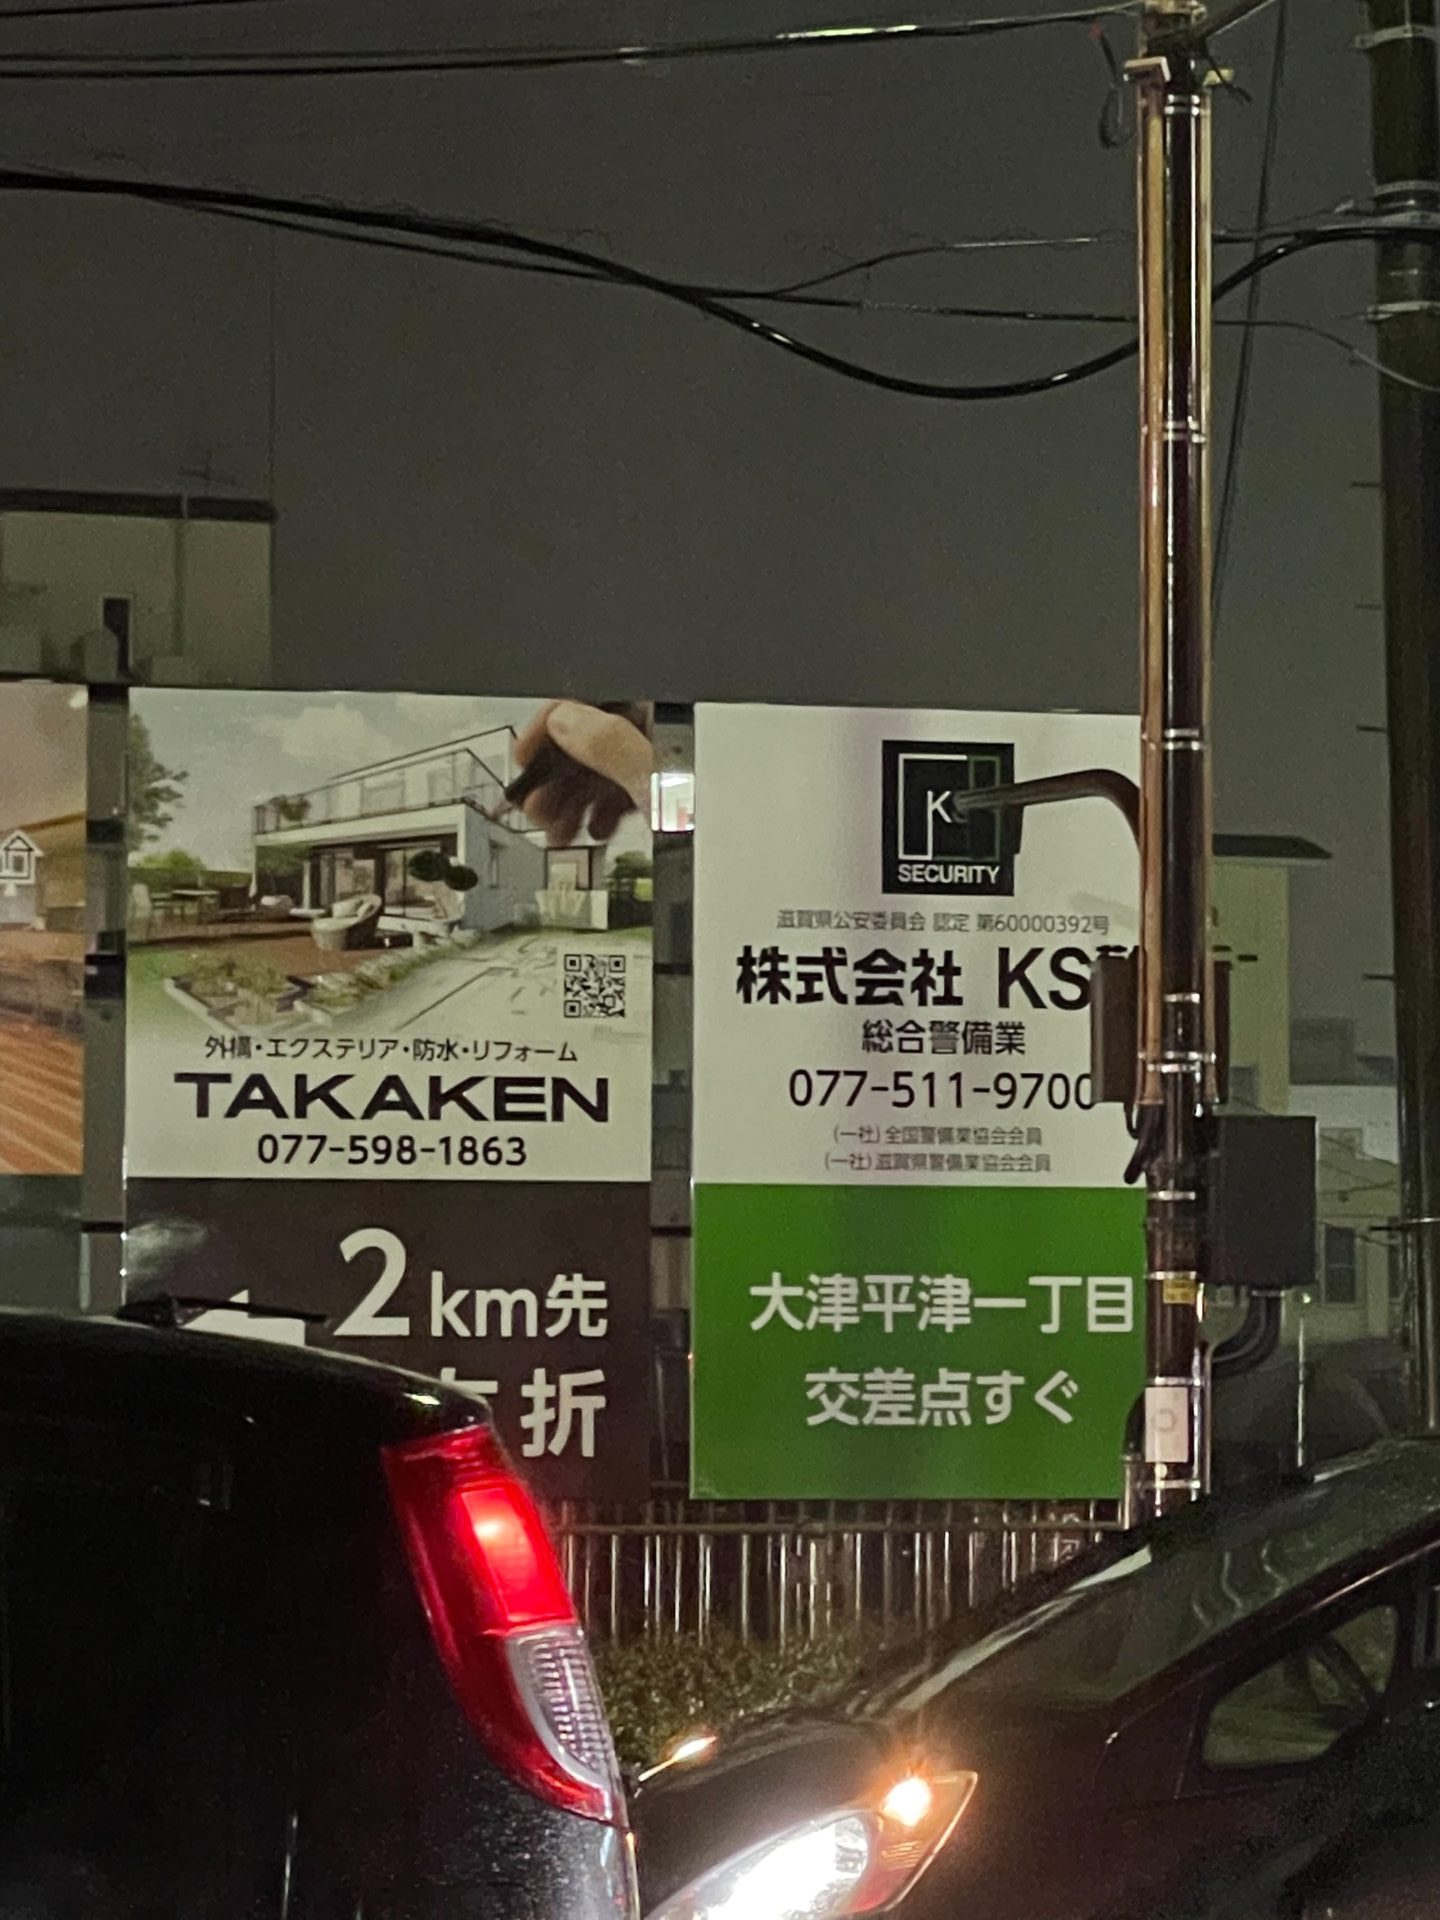 外構・エクステリア・防水・リフォーム
TAKAKEN
077-598-1863
2km先
折
K
SECURITY
滋賀県公安委員会 認定 第60000392号
株式会社 KS
総合警備業
077-511-9700
(一社)全国警備業協会会員
(一社)滋賀県警備業協会会員
大津平津一丁目
交差点すぐ